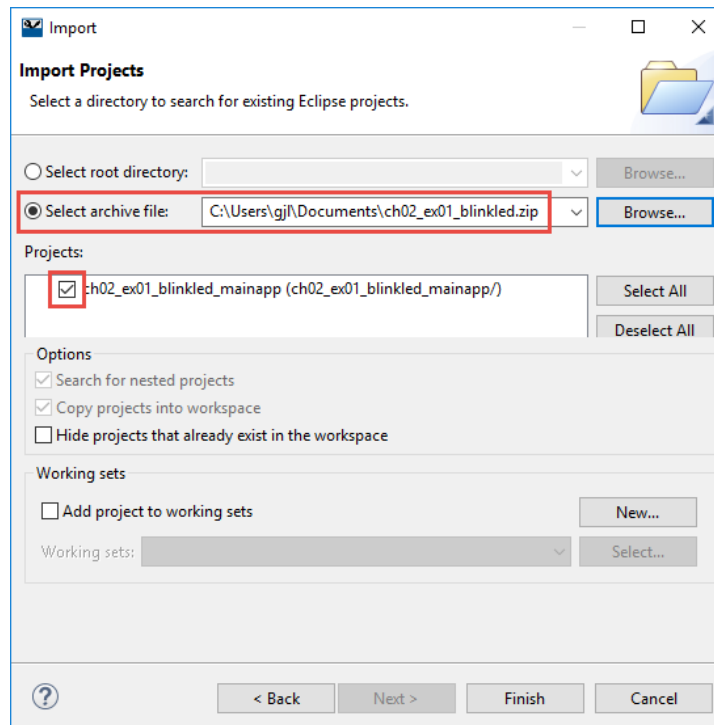 Import
Import Projects
Select a directory to search for existing Eclipse projects.
Select root directory: Browse...
Select archive file: C:\Users\gjl\Documents\ch02_ex01_blinkled.zip Browse...
Projects:
ch02_ex01_blinkled_mainapp (ch02_ex01_blinkled_mainapp/) Select All
Deselect All
Options
Search for nested projects
Copy projects into workspace
Hide projects that already exist in the workspace
Working sets
Add project to working sets New...
Working sets: Select...
? < Back Next > Finish Cancel